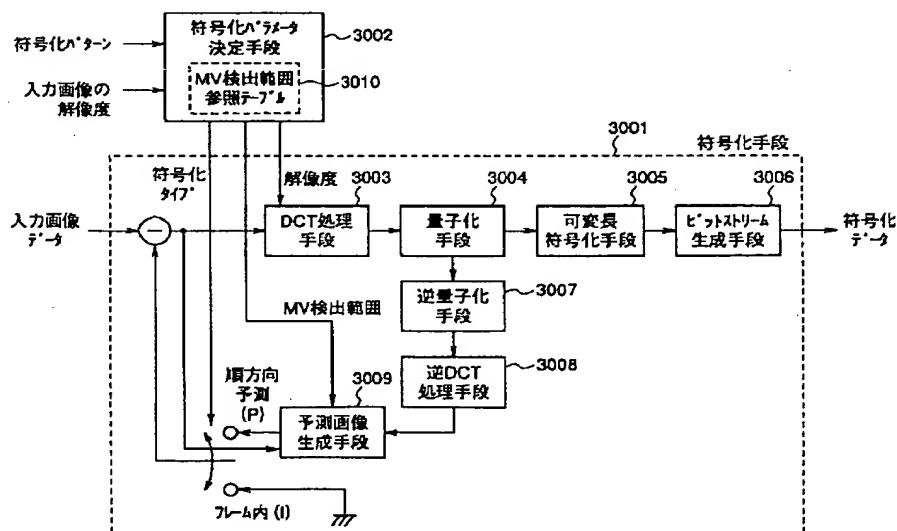 符号化ﾊﾟﾀｰﾝ
入力画像の
解像度
符号化ﾊﾟﾗﾒｰﾀ
決定手段
3002
MV検出範囲
参照ﾃｰﾌﾞﾙ
3010
3001
符号化手段
符号化
ﾀｲﾌﾟ
解像度
3003
3004
3005
3006
入力画像
ﾃﾞｰﾀ
DCT処理
手段
量子化
手段
可変長
符号化手段
ﾋﾞｯﾄｽﾄﾘｰﾑ
生成手段
符号化
ﾃﾞｰﾀ
逆量子化
手段
3007
MV検出範囲
逆DCT
処理手段
3008
順方向
予測
(P)
3009
予測画像
生成手段
ﾌﾚｰﾑ内 (I)